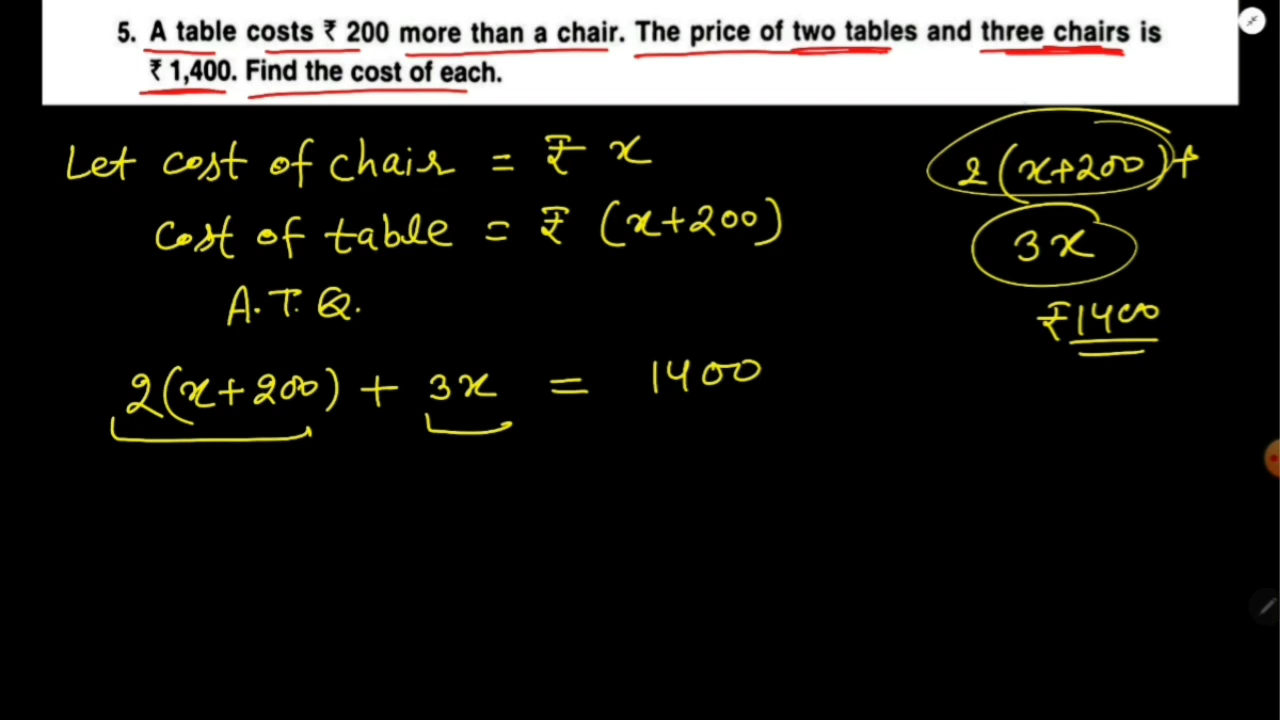 5. A table costs ₹ 200 more than a chair. The price of two tables and three chairs is
₹ 1,400. Find the cost of each.
Let cost of chair = ₹ x
cost of table = ₹ (x+200)
A.T.Q.
2(x+200) + 3x = 1400
2(x+200)+
3x
₹1400